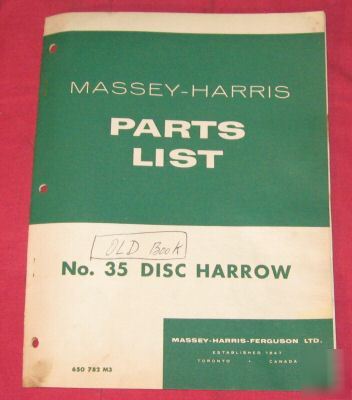 MASSEY-HARRIS
PARTS
LIST
OLD BOOK
No. 35 DISC HARROW
MASSEY-HARRIS-FERGUSON LTD.
ESTABLISHED 1847
TORONTO • CANADA
650 782 M3